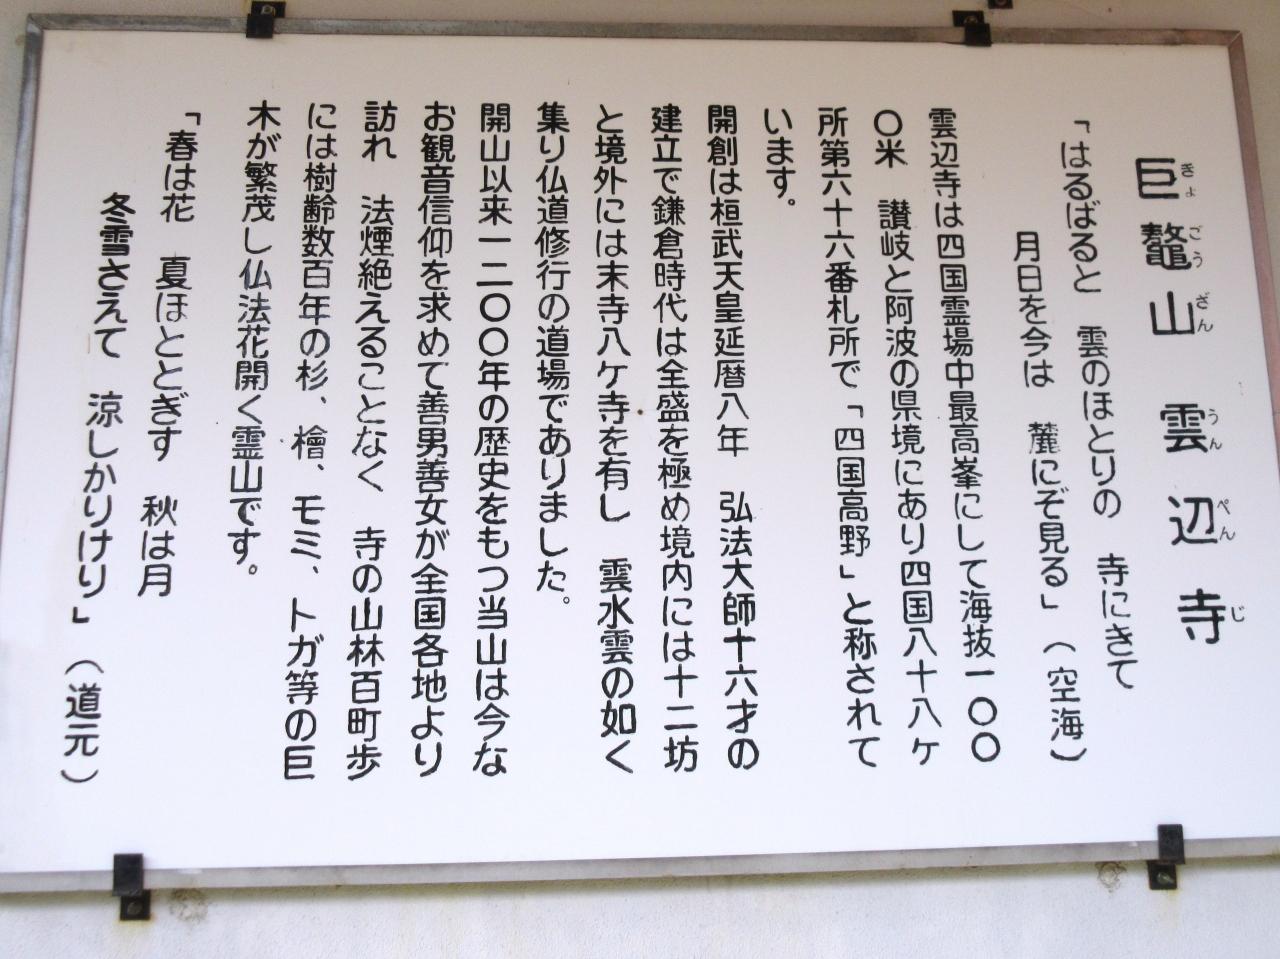 巨鼇山 雲辺寺
きょ ごう ざん うん ぺん じ
「はるばると 雲のほとりの 寺にきて
月日を今は 麓にぞ見る」(空海)
雲辺寺は四国霊場中最高峯にして海抜一〇〇
〇米 讃岐と阿波の県境にあり四国八十八ヶ
所第六十六番札所で「四国高野」と称されて
います。
開創は桓武天皇延暦八年 弘法大師十六才の
建立で鎌倉時代は全盛を極め境内には十二坊
と境外には末寺八ケ寺を有し 雲水雲の如く
集り仏道修行の道場でありました。
開山以来一二〇〇年の歴史をもつ当山は今な
お観音信仰を求めて善男善女が全国各地より
訪れ 法煙絶えることなく 寺の山林百町歩
には樹齢数百年の杉、檜、モミ、トガ等の巨
木が繁茂し仏法花開く霊山です。
「春は花 夏ほととぎす 秋は月
冬雪さえて 涼しかりけり」(道元)